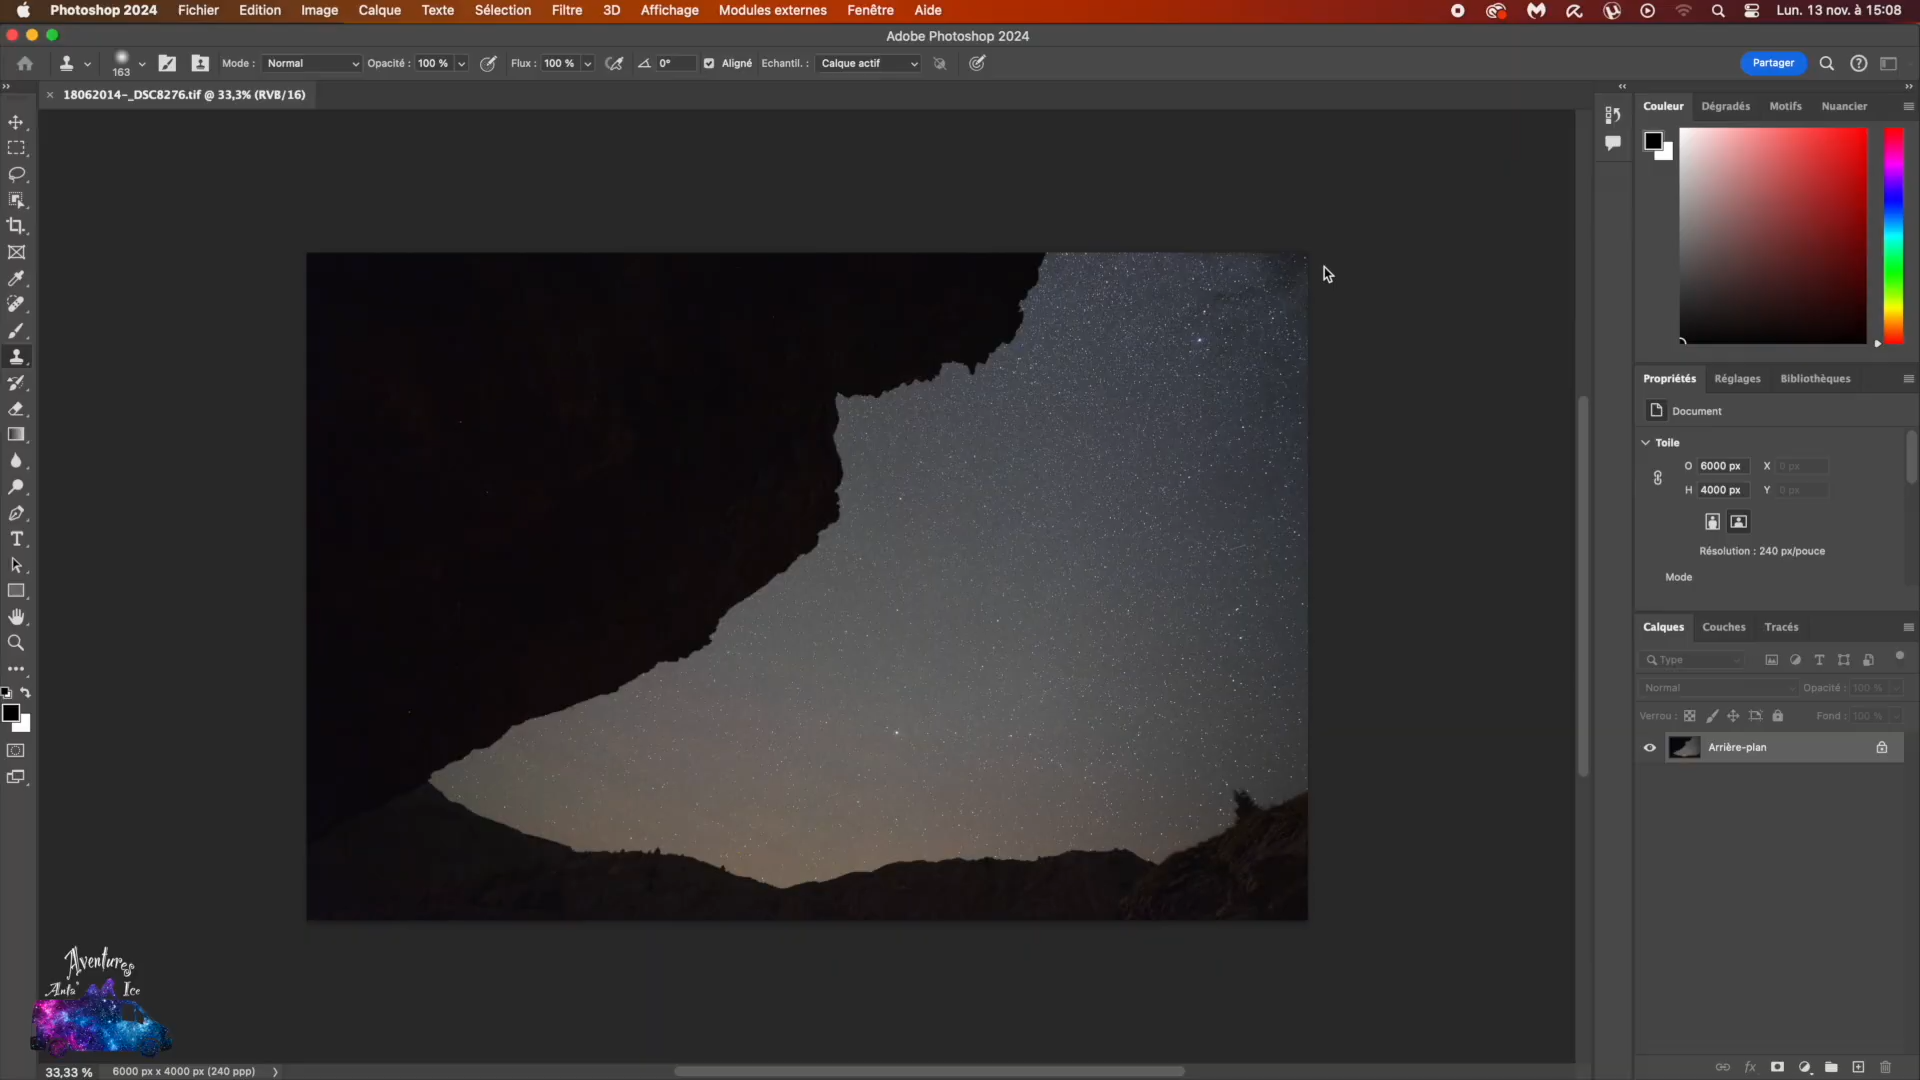 Photoshop 2024 Fichier Edition Image Calque Texte Sélection Filtre 3D Affichage Modules externes Fenêtre Aide Lun. 13 nov. à 15:08
Adobe Photoshop 2024
163 Mode : Normal Opacité : 100 % Flux : 100 % 0° Aligné Echantil. : Calque actif Partager
× 18062014-_DSC8276.tif @ 33,3% (RVB/16)
Couleur Dégradés Motifs Nuancier
Propriétés Réglages Bibliothèques
Document
Toile
O 6000 px X 0 px
H 4000 px Y 0 px
Résolution : 240 px/pouce
Mode
Calques Couches Tracés
Type
Normal Opacité : 100 %
Verrou : Fond : 100 %
Arrière-plan
Aventures
Anta' Ice
33,33 % 6000 px x 4000 px (240 ppp)